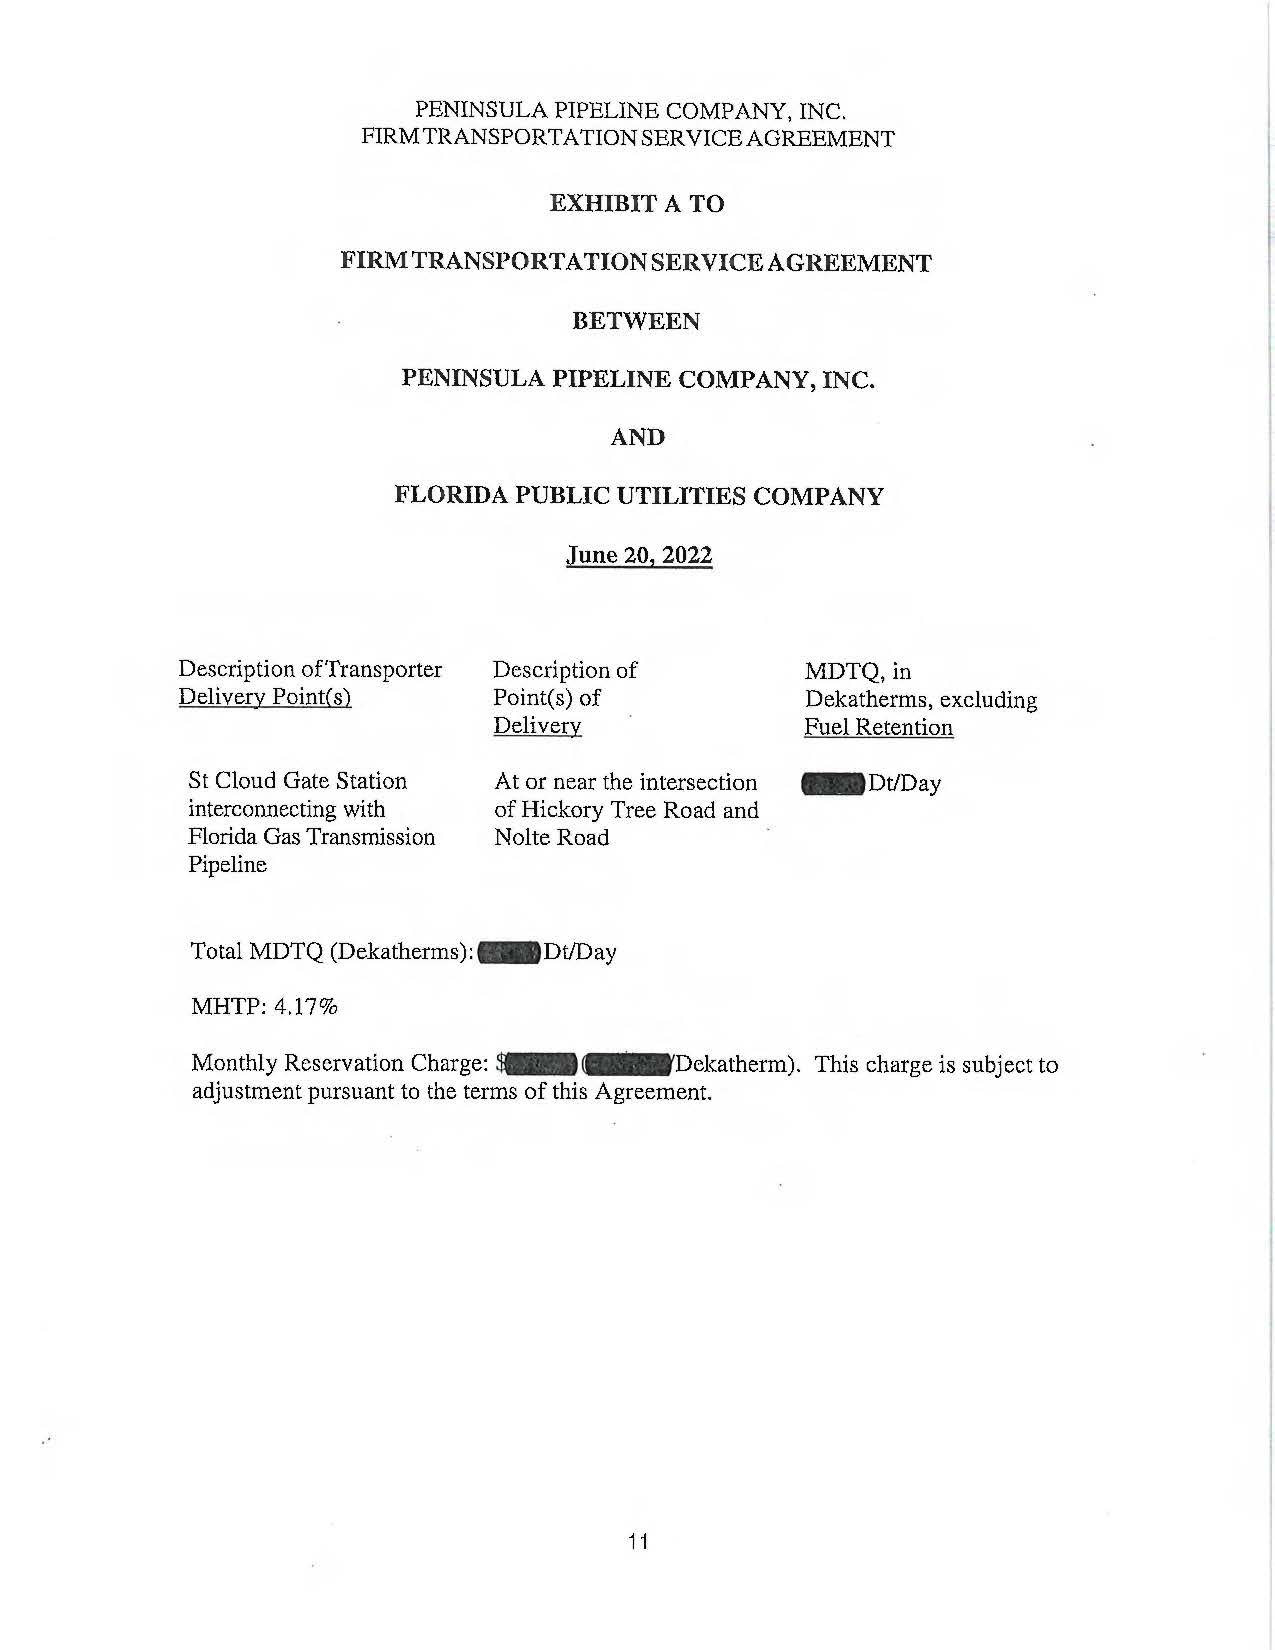 PENINSULA PIPELINE COMPANY, INC.
FIRM TRANSPORTATION SERVICE AGREEMENT
EXHIBIT A TO
FIRM TRANSPORTATION SERVICE AGREEMENT
BETWEEN
PENINSULA PIPELINE COMPANY, INC.
AND
FLORIDA PUBLIC UTILITIES COMPANY
June 20, 2022
Description of Transporter
Delivery Point(s)
Description of
Point(s) of
Delivery
MDTQ, in
Dekatherms, excluding
Fuel Retention
St Cloud Gate Station
interconnecting with
Florida Gas Transmission
Pipeline
At or near the intersection
of Hickory Tree Road and
Nolte Road
Dt/Day
Total MDTQ (Dekatherms): Dt/Day
MHTP: 4.17%
Monthly Reservation Charge: $ ( /Dekatherm). This charge is subject to
adjustment pursuant to the terms of this Agreement.
11